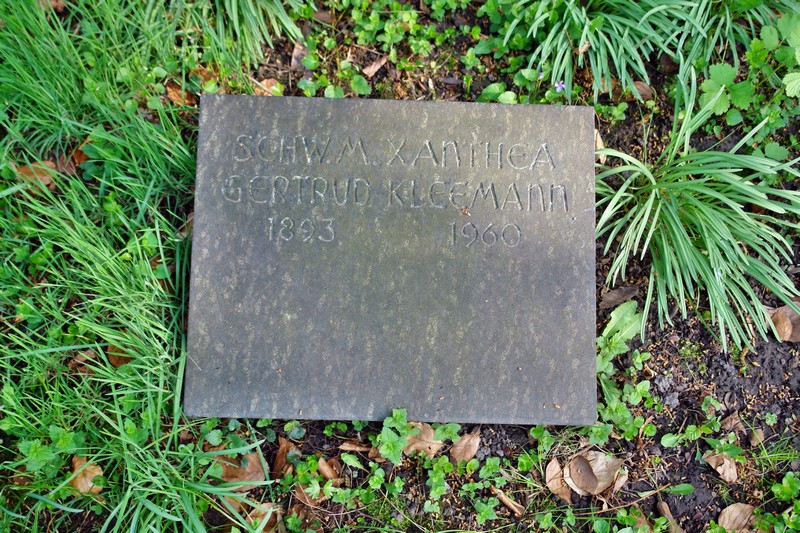 SCHW. M. XANTHEA
GERTRUD KLEEMANN
1893 1960